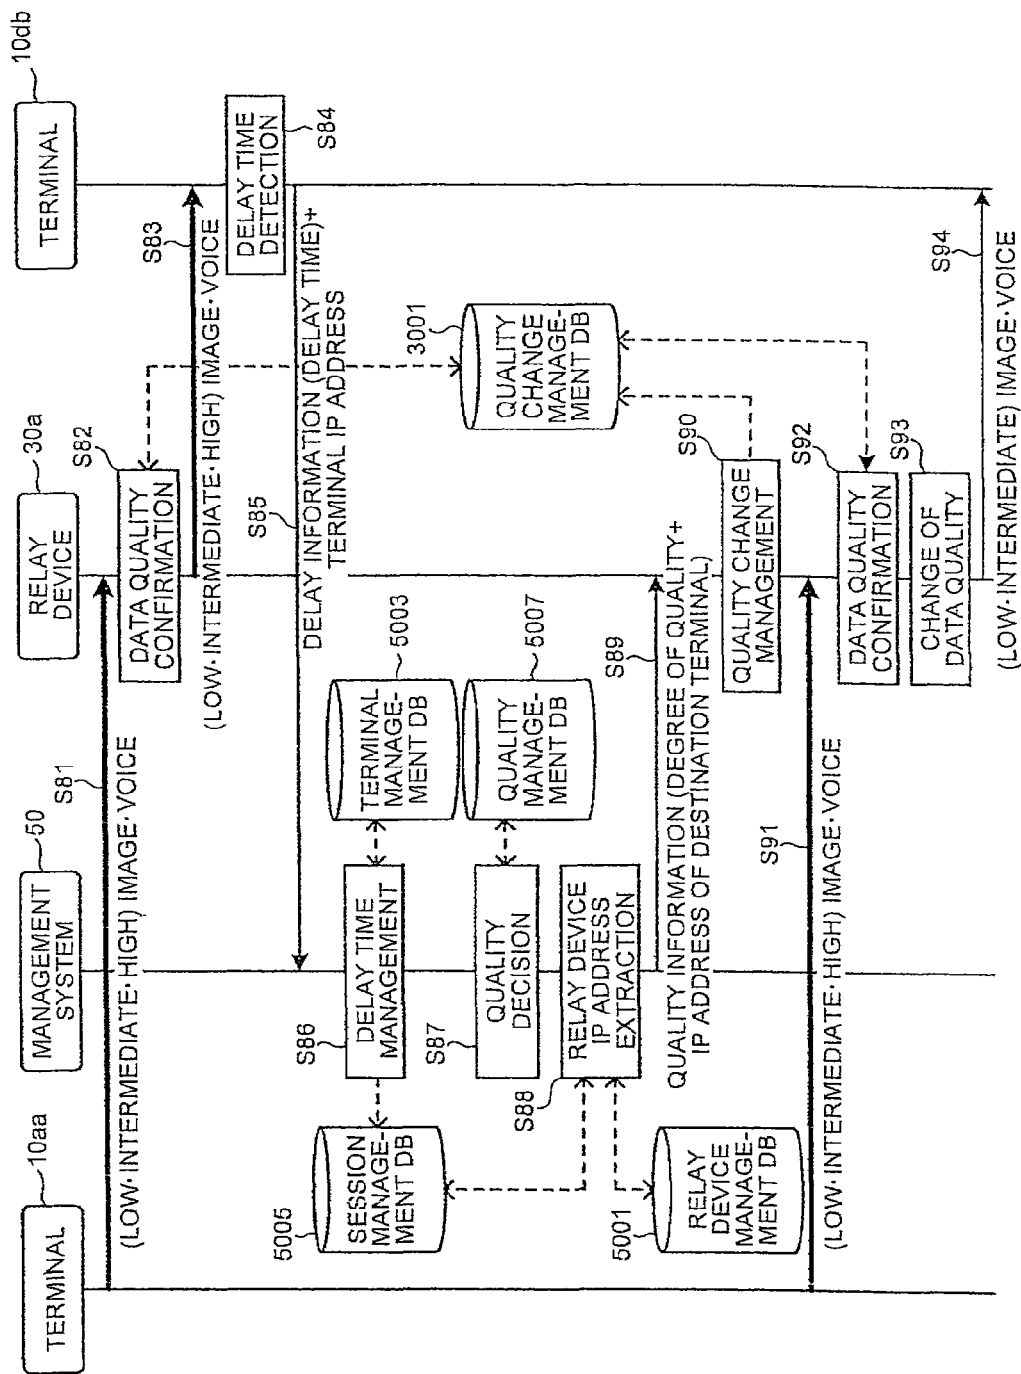 10aa
TERMINAL
50
MANAGEMENT
SYSTEM
30a
RELAY
DEVICE
10db
TERMINAL
S81
(LOW·INTERMEDIATE·HIGH) IMAGE·VOICE
S82
DATA QUALITY
CONFIRMATION
S83
(LOW·INTERMEDIATE·HIGH) IMAGE·VOICE
DELAY TIME
DETECTION
S84
S85
DELAY INFORMATION (DELAY TIME)+
TERMINAL IP ADDRESS
S86
DELAY TIME
MANAGEMENT
5003
TERMINAL
MANAGE-
MENT DB
5005
SESSION
MANAGE-
MENT DB
3001
QUALITY
CHANGE
MANAGE-
MENT DB
S87
QUALITY
DECISION
5007
QUALITY
MANAGE-
MENT DB
S88
RELAY DEVICE
IP ADDRESS
EXTRACTION
5001
RELAY
DEVICE
MANAGE-
MENT DB
S89
QUALITY INFORMATION (DEGREE OF QUALITY+
IP ADDRESS OF DESTINATION TERMINAL)
S90
QUALITY CHANGE
MANAGEMENT
S91
(LOW·INTERMEDIATE·HIGH) IMAGE·VOICE
S92
DATA QUALITY
CONFIRMATION
S93
CHANGE OF
DATA QUALITY
S94
(LOW·INTERMEDIATE) IMAGE·VOICE